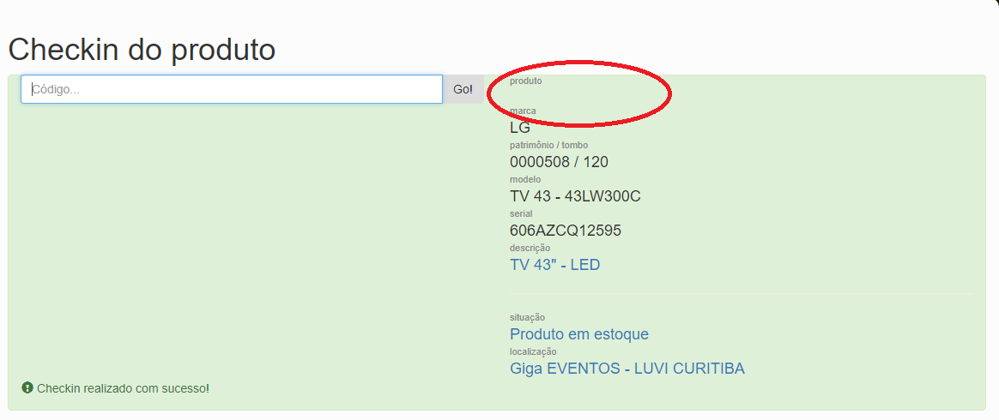 Checkin do produto
Código...
Go!
produto
marca
LG
patrimônio / tombo
0000508 / 120
modelo
TV 43 - 43LW300C
serial
606AZCQ12595
descrição
TV 43" - LED
situação
Produto em estoque
localização
Giga EVENTOS - LUVI CURITIBA
Checkin realizado com sucesso!